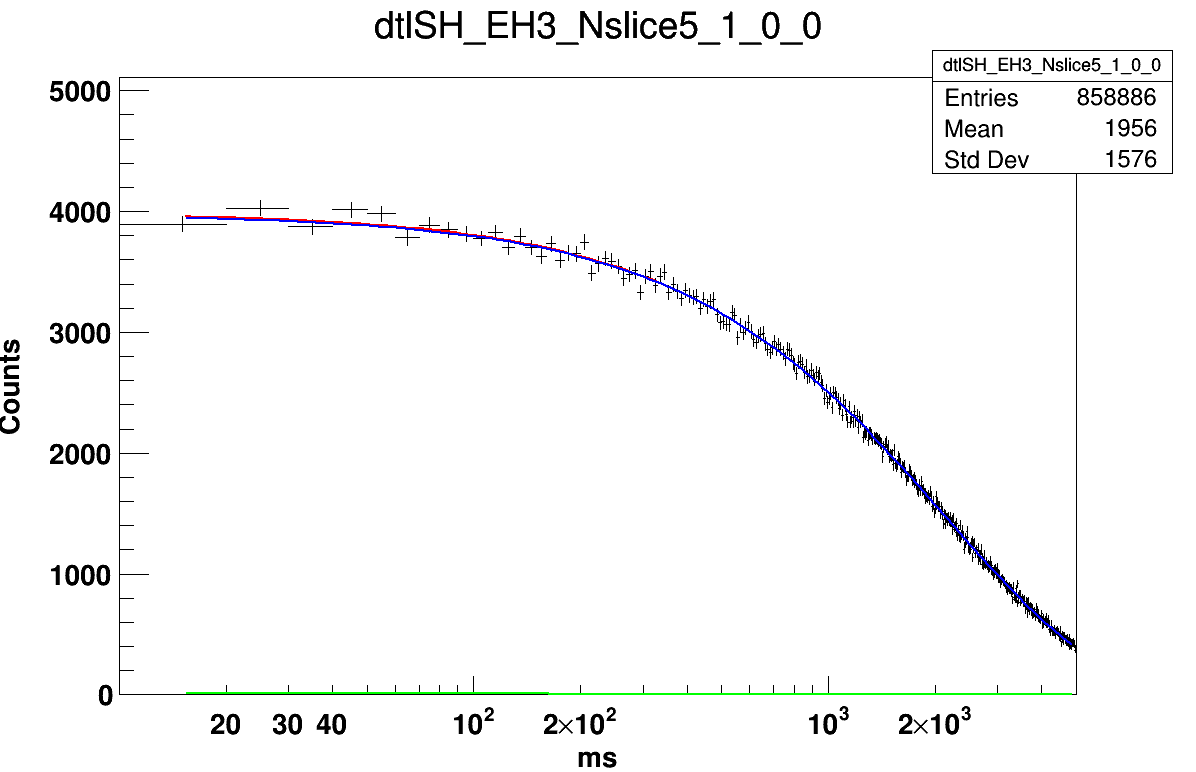 dtlSH_EH3_Nslice5_1_0_0
dtlSH_EH3_Nslice5_1_0_0
Entries 858886
Mean 1956
Std Dev 1576
5000
4000
3000
2000
1000
0
Counts
20 30 40 10² 2×10² 10³ 2×10³
ms